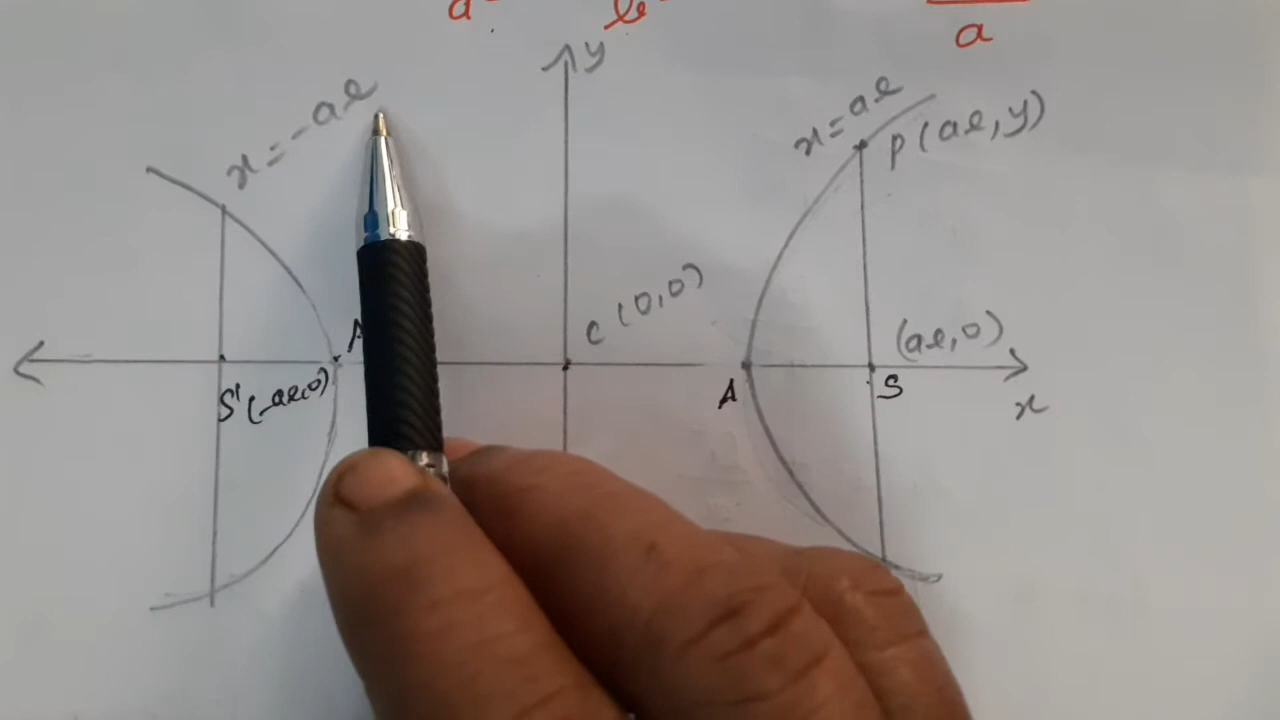 a b a
y
x = -ae
x = ae
P(ae, y)
C (0,0)
(ae, 0)
A
S'(-ae,0)
A
S
x